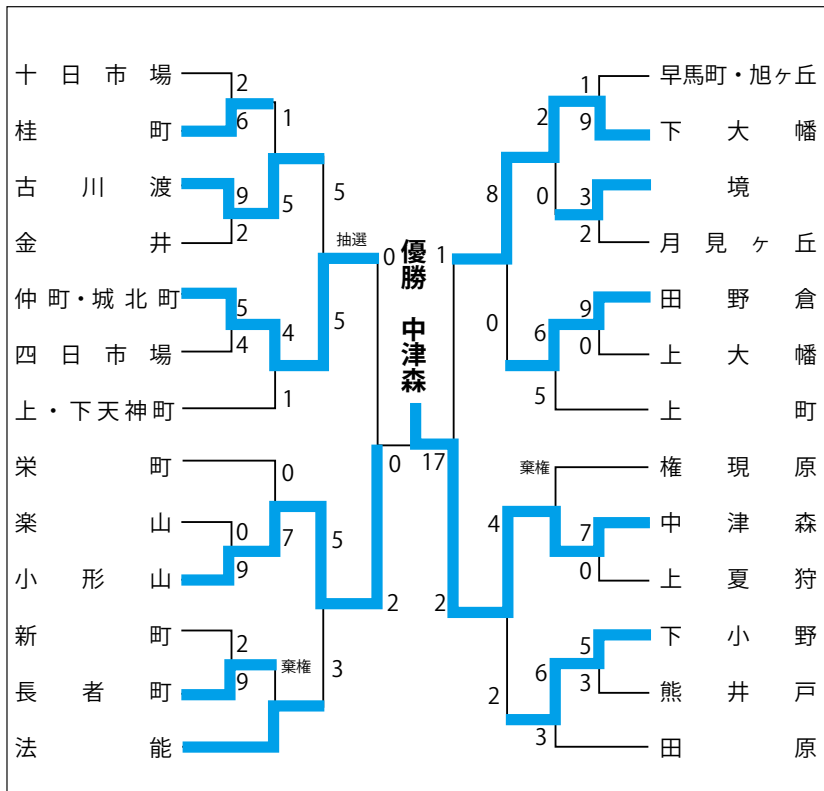 十日市場
桂町
古川渡
金井
仲町・城北町
四日市場
上・下天神町
栄町
楽山
小形山
新町
長者町
法能
2
6
1
9
2
5
5
抽選
0
5
4
4
5
1
0
0
9
7
5
0
2
2
9
棄権
3
優勝 中津森
17
1
8
2
1
9
0
3
2
0
6
9
0
5
棄権
4
7
0
2
2
6
5
3
3
早馬町・旭ヶ丘
下大幡
境
月見ヶ丘
田野倉
上大幡
上町
権現原
中津森
上夏狩
下小野
熊井戸
田原